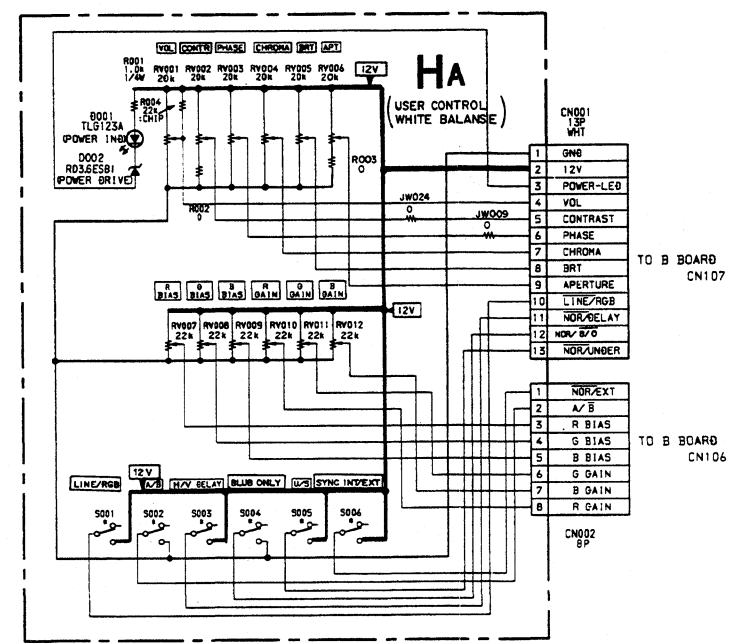 VOL CONTR PHASE CHROMA BRT APT
R001 1.0k 1/4W
RV001 20k
RV002 20k
RV003 20k
RV004 20k
RV005 20k
RV006 20k
12V
HA
(USER CONTROL WHITE BALANSE)
R004 22k :CHIP
D001
TLG123A
(POWER IND)
D002
RD3.6ESB1
(POWER DRIVE)
R003
0
R002
0
JW024
0
JW009
0
CN001
13P
WHT
1 GND
2 12V
3 POWER-LED
4 VOL
5 CONTRAST
6 PHASE
7 CHROMA
8 BRT
9 APERTURE
10 LINE/RGB
11 NOR/DELAY
12 NOR/B/O
13 NOR/UNDER
TO B BOARD
CN107
R BIAS
G BIAS
B BIAS
R GAIN
G GAIN
B GAIN
12V
RV007 22k
RV008 22k
RV009 22k
RV010 22k
RV011 22k
RV012 22k
1 NOR/EXT
2 A/B
3 R BIAS
4 G BIAS
5 B BIAS
6 G GAIN
7 B GAIN
8 R GAIN
TO B BOARD
CN106
CN002
8P
12V
LINE/RGB A/B H/V DELAY BLUB ONLY U/S SYNC INT/EXT
S001 S002 S003 S004 S005 S006